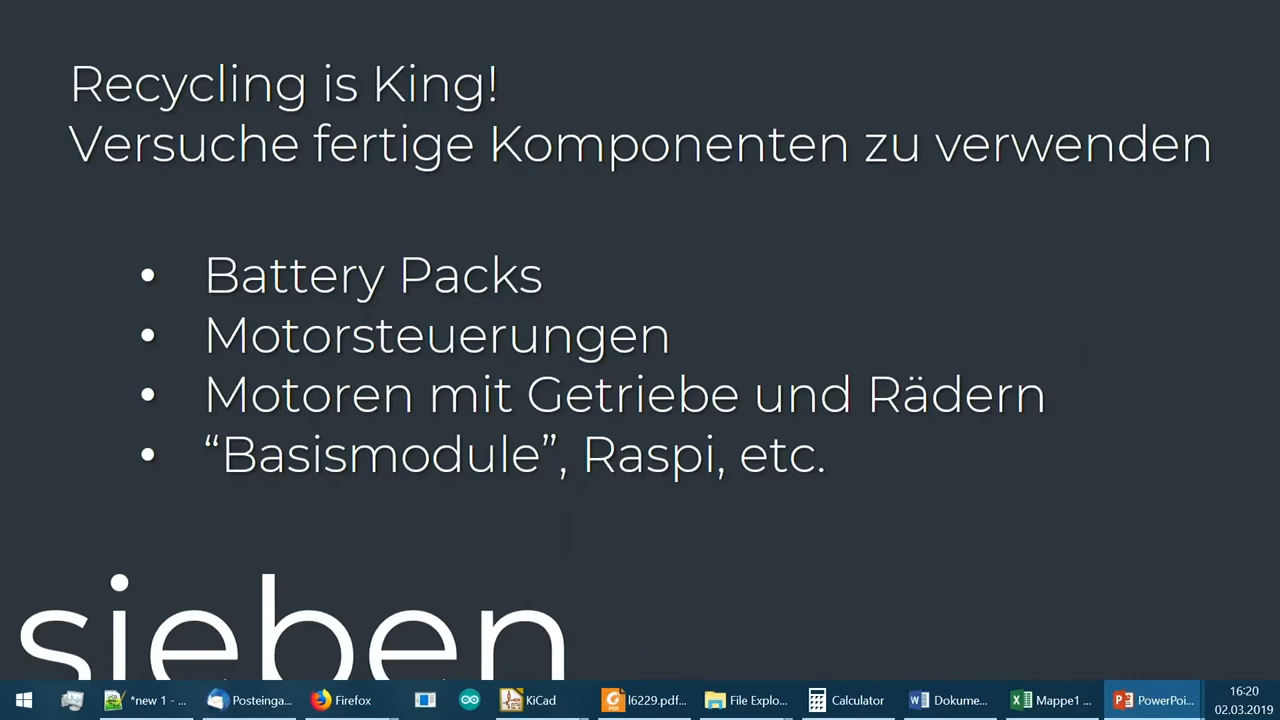 Recycling is King!
Versuche fertige Komponenten zu verwenden
• Battery Packs
• Motorsteuerungen
• Motoren mit Getriebe und Rädern
• “Basismodule”, Raspi, etc.
sieben
*new 1 - ...
Posteinga...
Firefox
KiCad
l6229.pdf...
File Explo...
Calculator
Dokume...
Mappe1 ...
PowerPoi...
16:20
02.03.2019